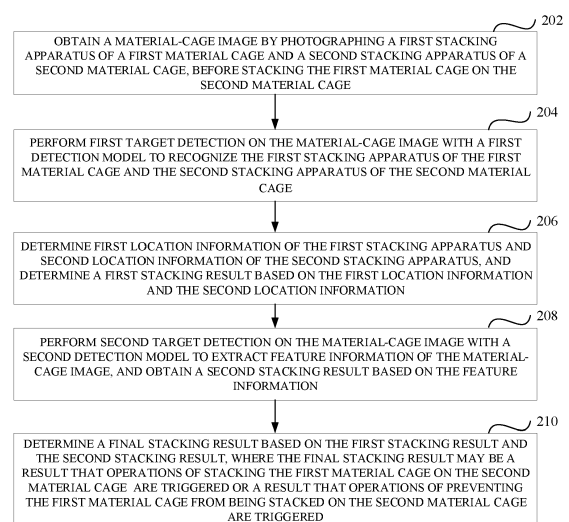 202
OBTAIN A MATERIAL-CAGE IMAGE BY PHOTOGRAPHING A FIRST STACKING
APPARATUS OF A FIRST MATERIAL CAGE AND A SECOND STACKING APPARATUS OF A
SECOND MATERIAL CAGE, BEFORE STACKING THE FIRST MATERIAL CAGE ON THE
SECOND MATERIAL CAGE
204
PERFORM FIRST TARGET DETECTION ON THE MATERIAL-CAGE IMAGE WITH A FIRST
DETECTION MODEL TO RECOGNIZE THE FIRST STACKING APPARATUS OF THE FIRST
MATERIAL CAGE AND THE SECOND STACKING APPARATUS OF THE SECOND MATERIAL
CAGE
206
DETERMINE FIRST LOCATION INFORMATION OF THE FIRST STACKING APPARATUS AND
SECOND LOCATION INFORMATION OF THE SECOND STACKING APPARATUS, AND
DETERMINE A FIRST STACKING RESULT BASED ON THE FIRST LOCATION INFORMATION
AND THE SECOND LOCATION INFORMATION
208
PERFORM SECOND TARGET DETECTION ON THE MATERIAL-CAGE IMAGE WITH A
SECOND DETECTION MODEL TO EXTRACT FEATURE INFORMATION OF THE MATERIAL-
CAGE IMAGE, AND OBTAIN A SECOND STACKING RESULT BASED ON THE FEATURE
INFORMATION
210
DETERMINE A FINAL STACKING RESULT BASED ON THE FIRST STACKING RESULT AND
THE SECOND STACKING RESULT, WHERE THE FINAL STACKING RESULT MAY BE A
RESULT THAT OPERATIONS OF STACKING THE FIRST MATERIAL CAGE ON THE SECOND
MATERIAL CAGE ARE TRIGGERED OR A RESULT THAT OPERATIONS OF PREVENTING
THE FIRST MATERIAL CAGE FROM BEING STACKED ON THE SECOND MATERIAL CAGE
ARE TRIGGERED